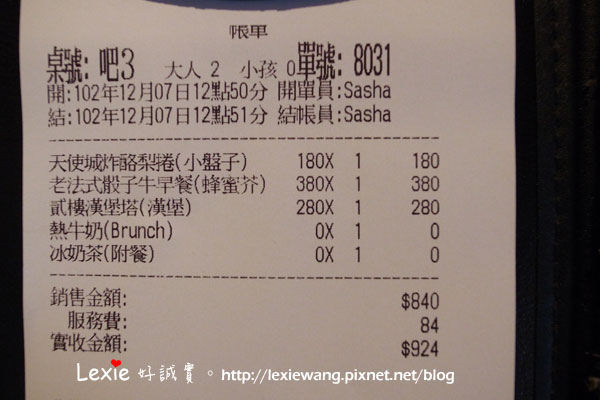 帳單
桌號: 吧3 大人 2 小孩 0單號: 8031
開:102年12月07日12點50分 開單員:Sasha
結:102年12月07日12點51分 結帳員:Sasha
天使城炸酪梨捲(小盤子) 180X 1 180
老法式骰子牛早餐(蜂蜜芥) 380X 1 380
貳樓漢堡塔(漢堡) 280X 1 280
熱牛奶(Brunch) 0X 1 0
冰奶茶(附餐) 0X 1 0
銷售金額: $840
服務費: 84
實收金額: $924
Lexie 好誠實。http://lexiewang.pixnet.net/blog